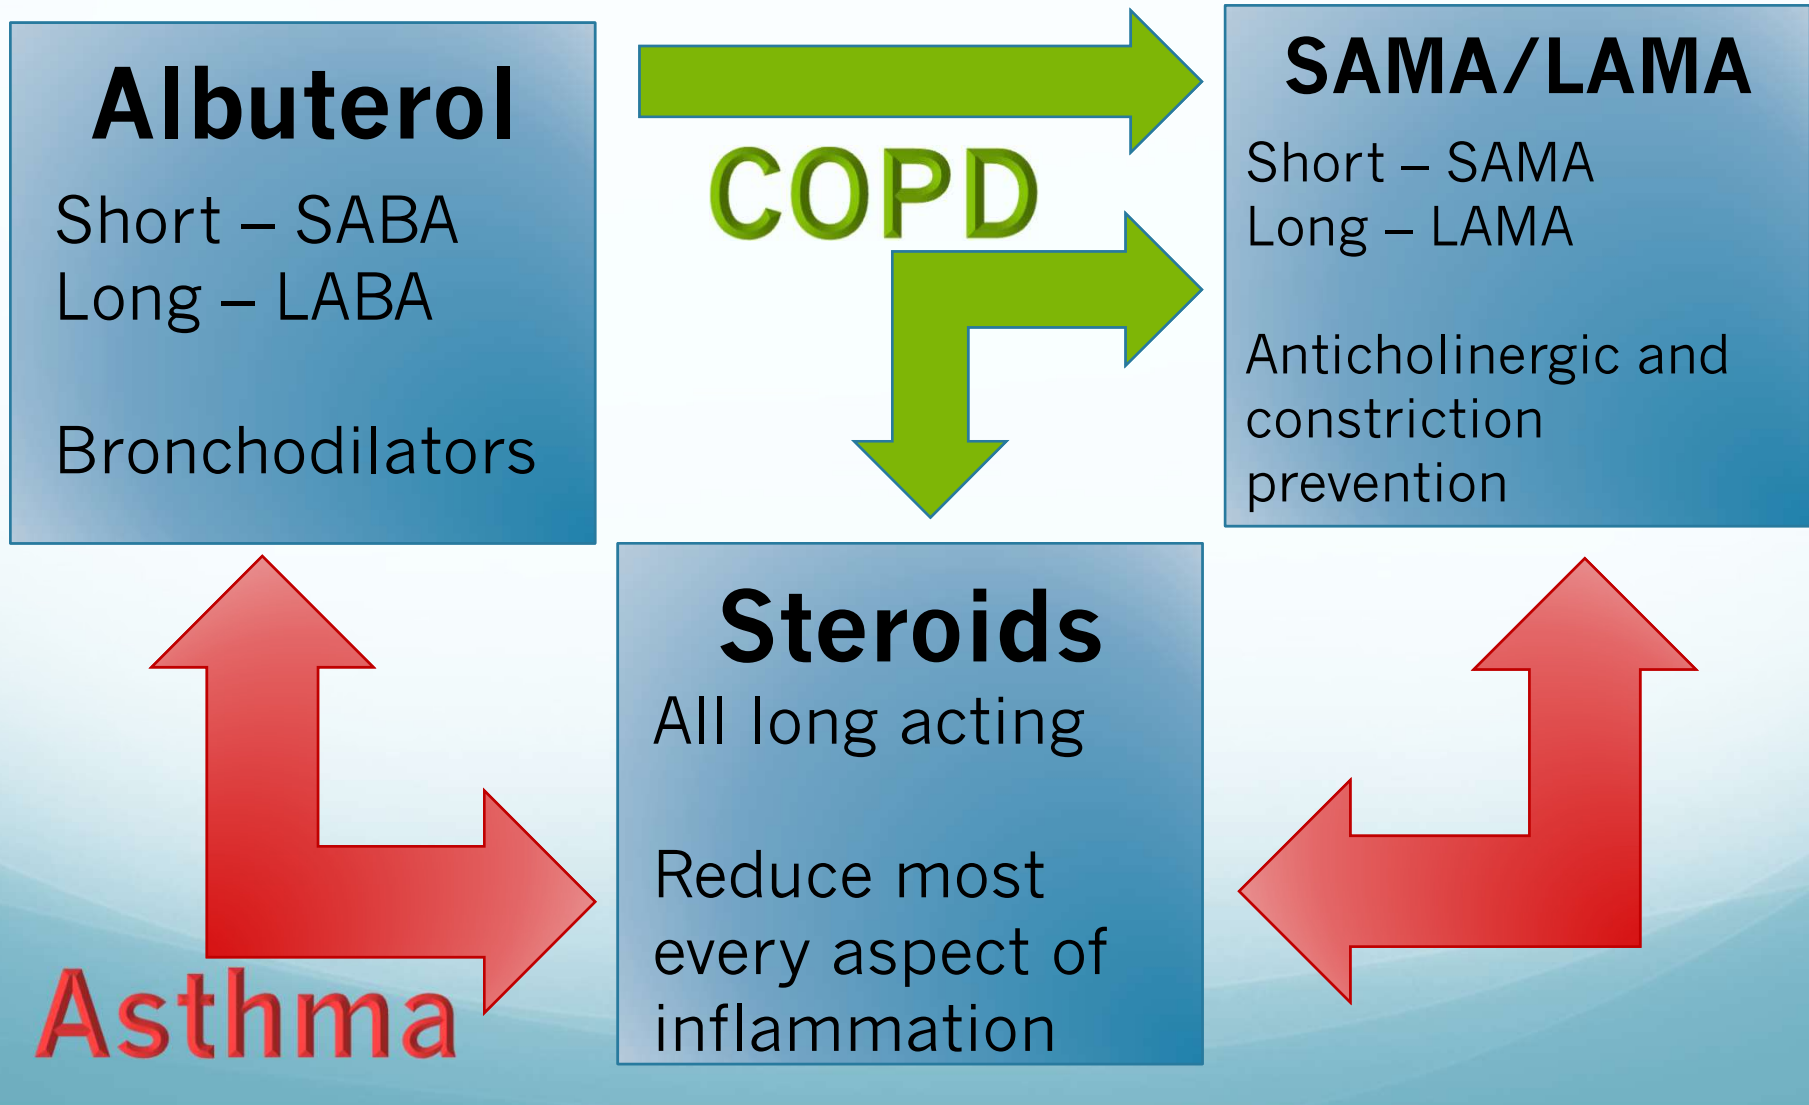 Albuterol
Short – SABA
Long – LABA
Bronchodilators
COPD
SAMA/LAMA
Short – SAMA
Long – LAMA
Anticholinergic and
constriction
prevention
Steroids
All long acting
Reduce most
every aspect of
inflammation
Asthma